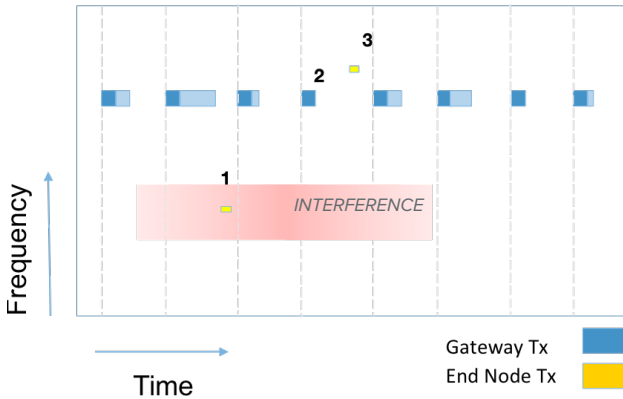 3
2
1
INTERFERENCE
Frequency
Time
Gateway Tx
End Node Tx